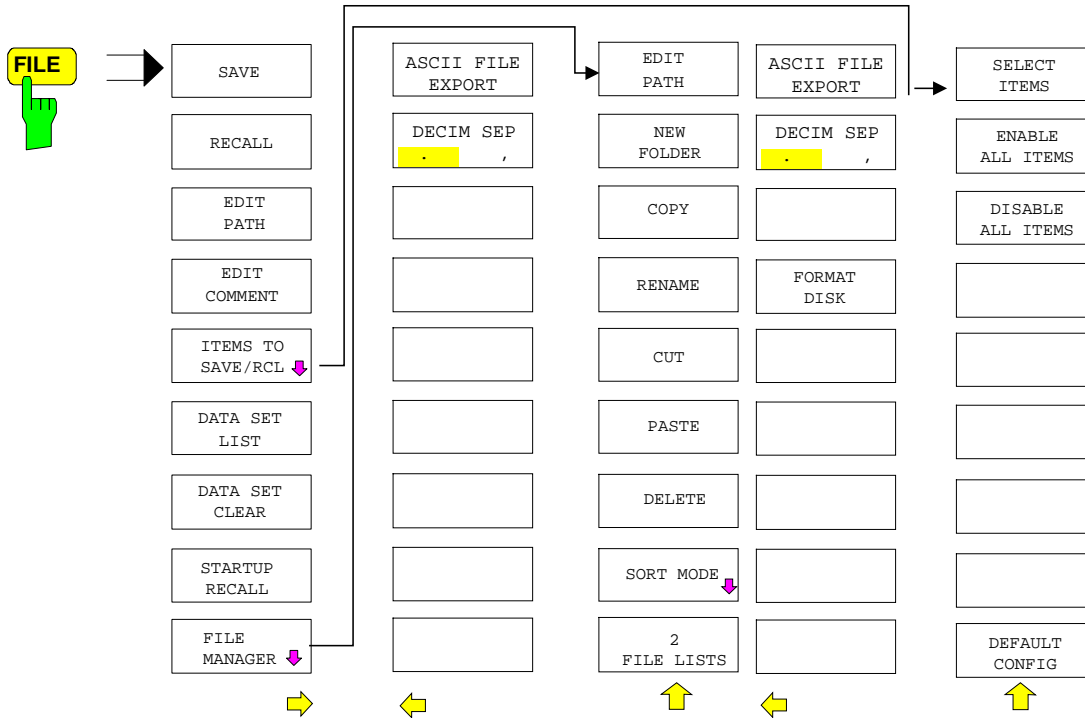 FILE
SAVE
RECALL
EDIT
PATH
EDIT
COMMENT
ITEMS TO
SAVE/RCL
DATA SET
LIST
DATA SET
CLEAR
STARTUP
RECALL
FILE
MANAGER
ASCII FILE
EXPORT
DECIM SEP
. ,
EDIT
PATH
NEW
FOLDER
COPY
RENAME
CUT
PASTE
DELETE
SORT MODE
2
FILE LISTS
ASCII FILE
EXPORT
DECIM SEP
. ,
FORMAT
DISK
SELECT
ITEMS
ENABLE
ALL ITEMS
DISABLE
ALL ITEMS
DEFAULT
CONFIG